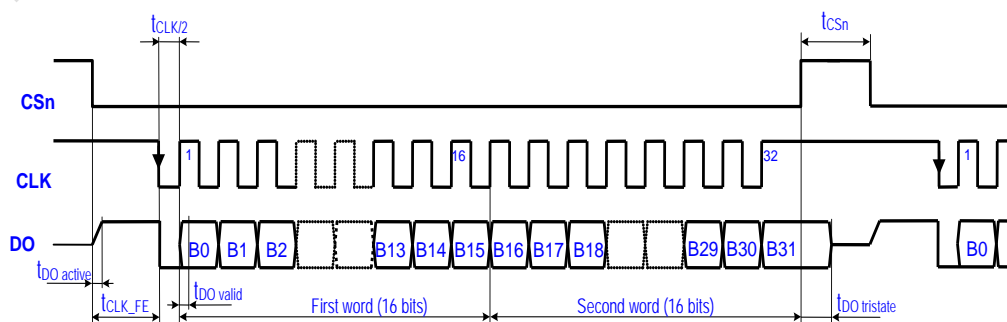 tCLK/2 tCSn
CSn
1 16 32 1
CLK
DO B0 B1 B2 B13 B14 B15 B16 B17 B18 B29 B30 B31 B0
tDO active tDO valid tDO tristate
tCLK_FE First word (16 bits) Second word (16 bits)